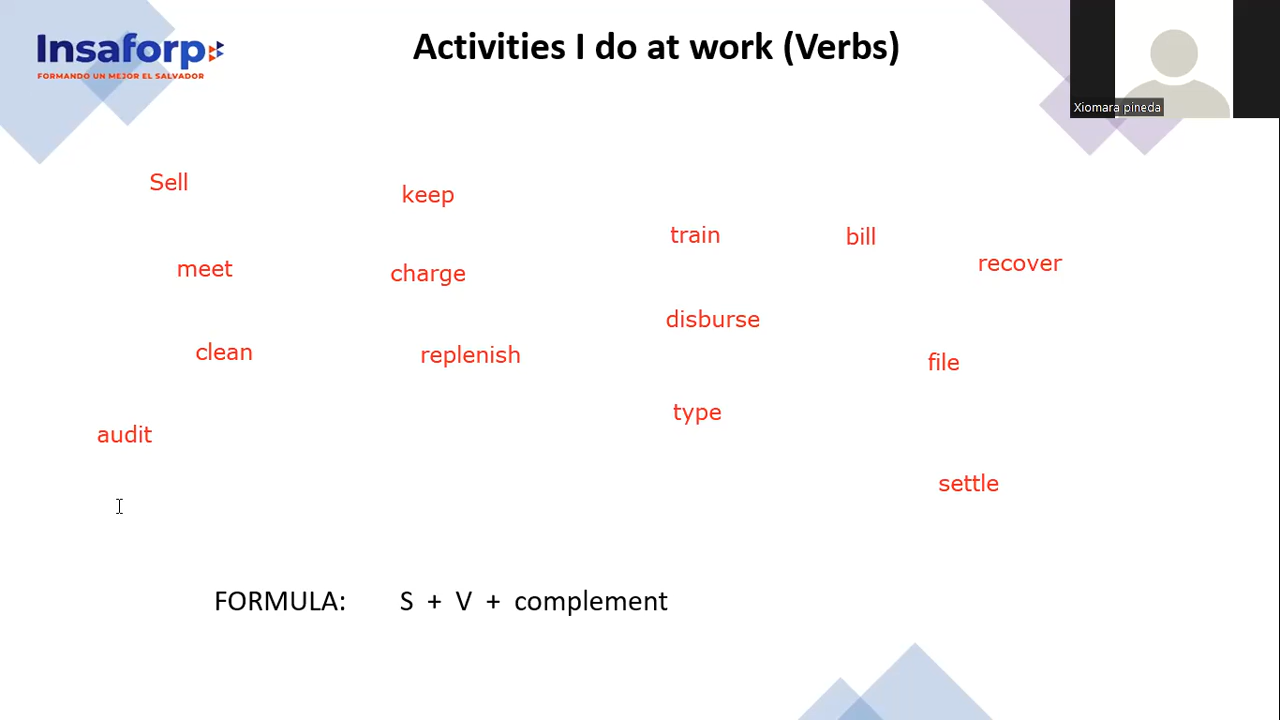 Insaforp
FORMANDO UN MEJOR EL SALVADOR
Activities I do at work (Verbs)
Xiomara pineda
Sell
keep
train
bill
recover
meet
charge
disburse
clean
replenish
file
type
audit
settle
FORMULA: S + V + complement